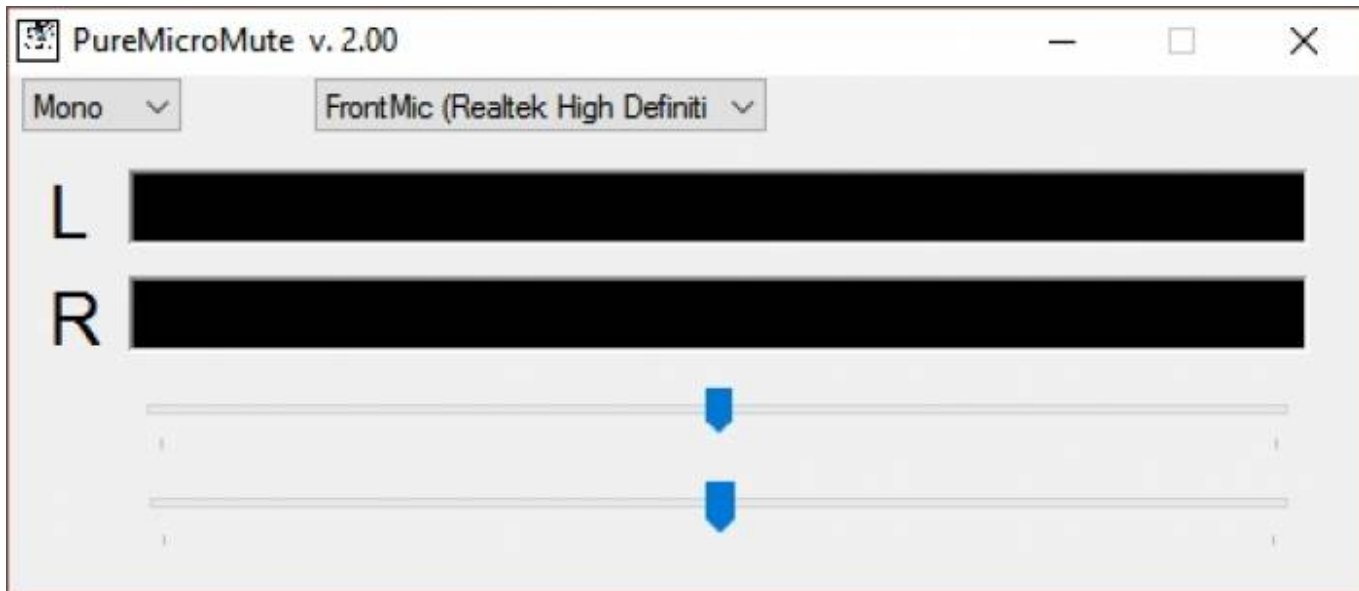 PureMicroMute v. 2.00
Mono FrontMic (Realtek High Definiti
L
R